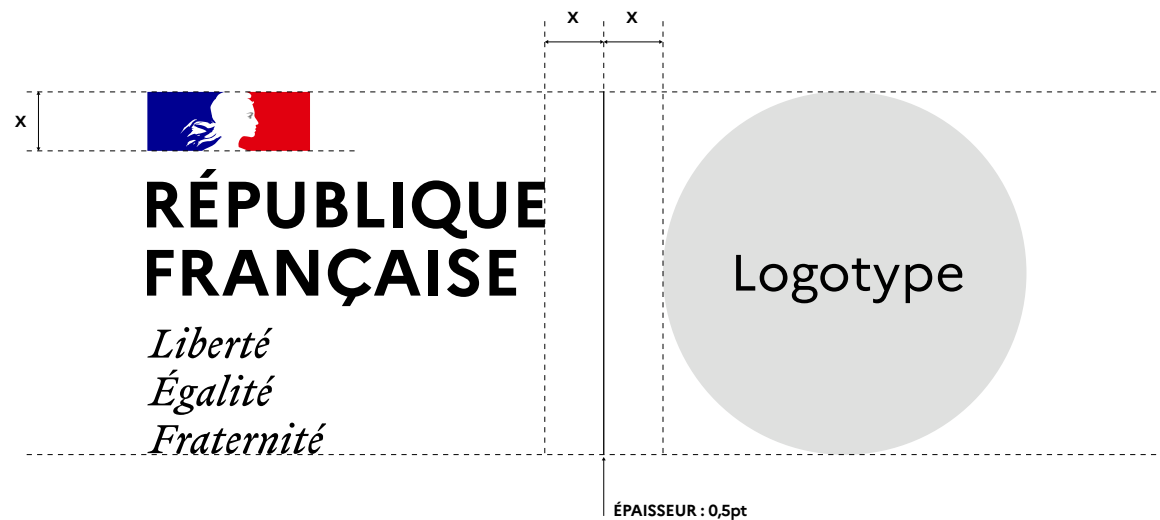 X X
X
RÉPUBLIQUE
FRANÇAISE
Liberté
Égalité
Fraternité
Logotype
ÉPAISSEUR : 0,5pt